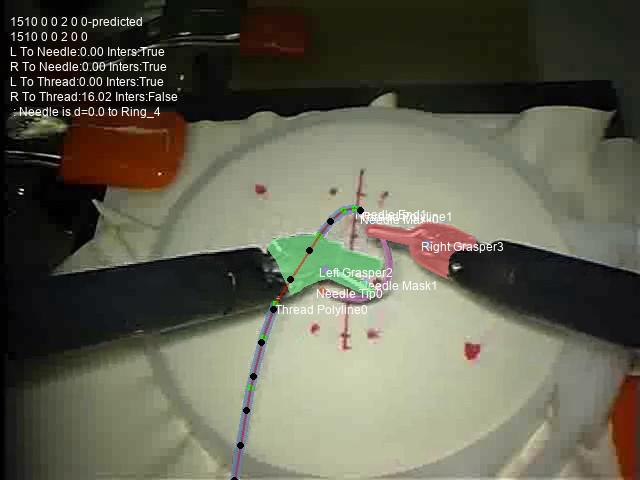 1510 0 0 2 0 0-predicted
1510 0 0 2 0 0
L To Needle:0.00 Inters:True
R To Needle:0.00 Inters:True
L To Thread:0.00 Inters:True
R To Thread:16.02 Inters:False
: Needle is d=0.0 to Ring_4
Right Grasper3
Left Grasper2
Needle Mask1
Needle Tip0
Thread Polyline0